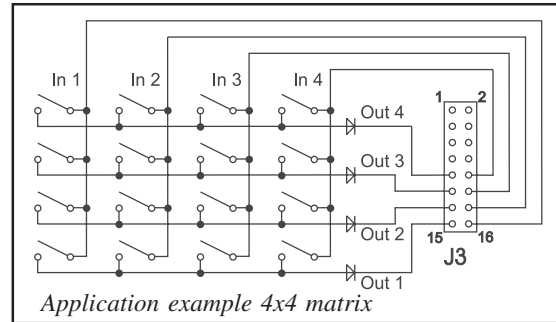 In 1 In 2 In 3 In 4
1 2
Out 4
Out 3
Out 2
15 16
Out 1
J3
Application example 4x4 matrix